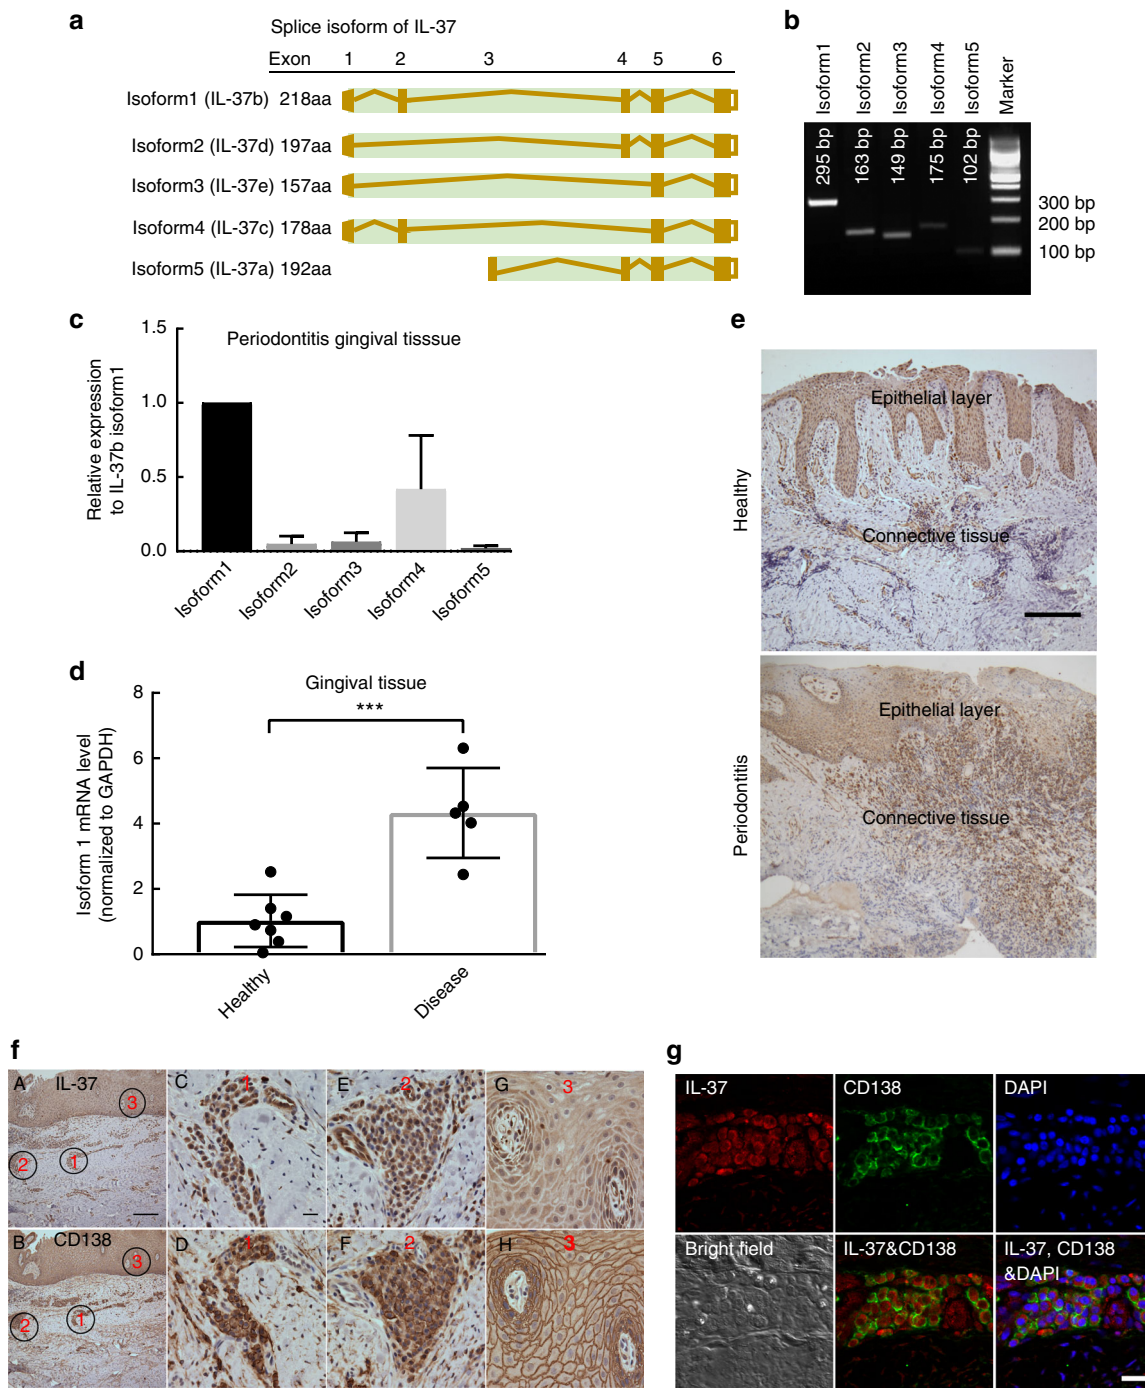 a
Splice isoform of IL-37
Exon 1 2 3 4 5 6
Isoform1 (IL-37b) 218aa
Isoform2 (IL-37d) 197aa
Isoform3 (IL-37e) 157aa
Isoform4 (IL-37c) 178aa
Isoform5 (IL-37a) 192aa
b
Isoform1
Isoform2
Isoform3
Isoform4
Isoform5
Marker
295 bp
163 bp
149 bp
175 bp
102 bp
300 bp
200 bp
100 bp
c
Periodontitis gingival tisssue
Relative expression
to IL-37b isoform1
1.5
1.0
0.5
0.0
Isoform1
Isoform2
Isoform3
Isoform4
Isoform5
d
Gingival tissue
***
Isoform 1 mRNA level
(normalized to GAPDH)
8
6
4
2
0
Healthy
Disease
e
Healthy
Epithelial layer
Connective tissue
Periodontitis
Epithelial layer
Connective tissue
f
A IL-37
3
2
1
C 1
E 2
G 3
B CD138
3
2
1
D 1
F 2
H 3
g
IL-37
CD138
DAPI
Bright field
IL-37&CD138
IL-37, CD138
&DAPI